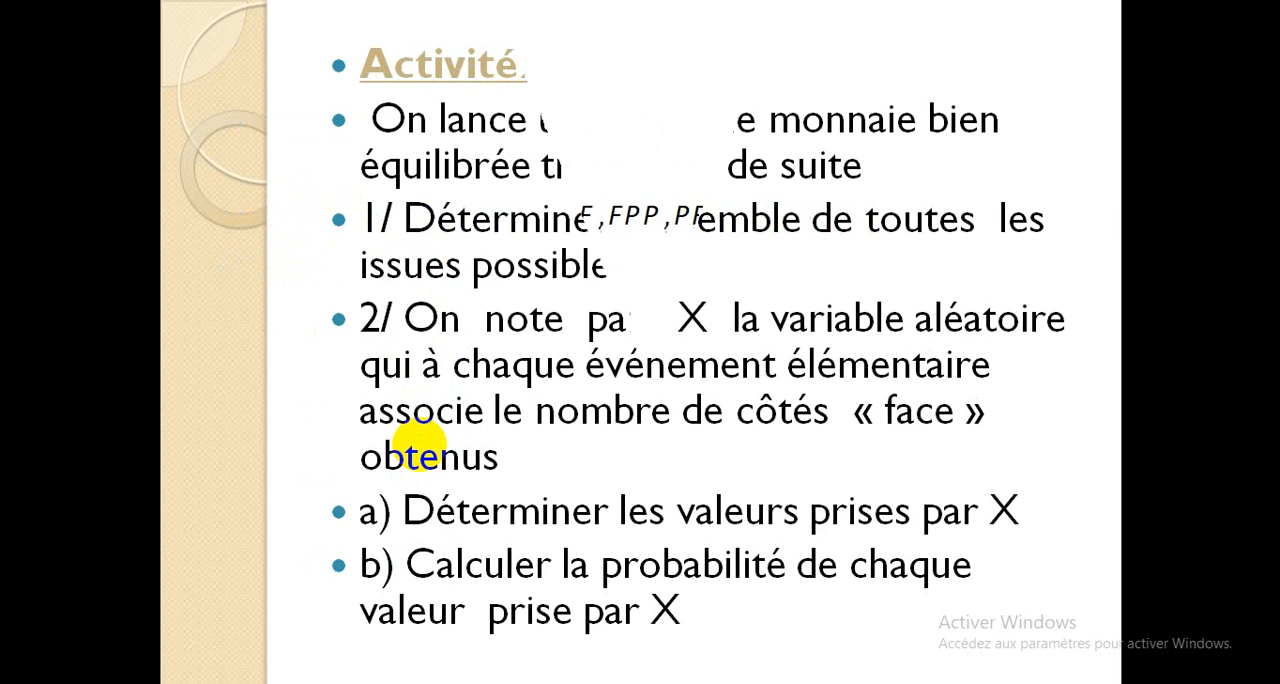 Activité.
On lance e monnaie bien
équilibrée de suite
1/ Détermine F ,FPP ,PF emble de toutes les
issues possible
2/ On note pa X la variable aléatoire
qui à chaque événement élémentaire
associe le nombre de côtés « face »
obtenus
a) Déterminer les valeurs prises par X
b) Calculer la probabilité de chaque
valeur prise par X
Activer Windows
Accédez aux paramètres pour activer Windows.